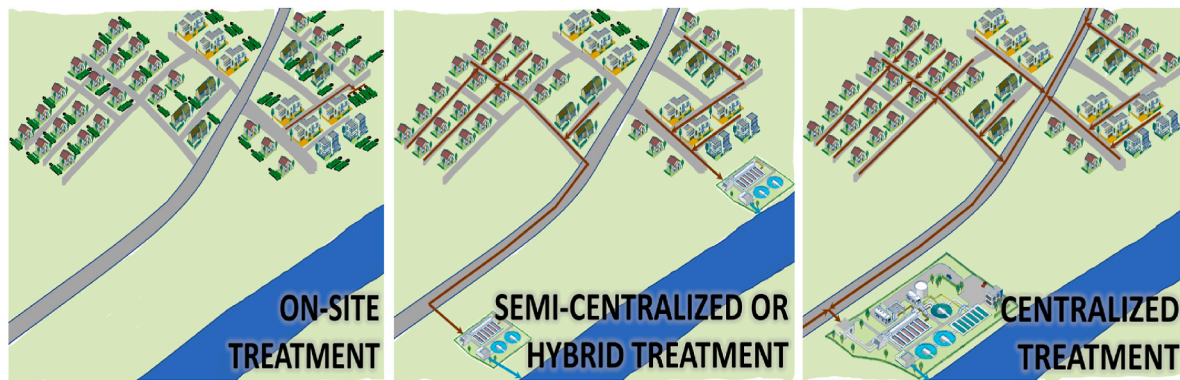 ON-SITE
TREATMENT
SEMI-CENTRALIZED OR
HYBRID TREATMENT
CENTRALIZED
TREATMENT